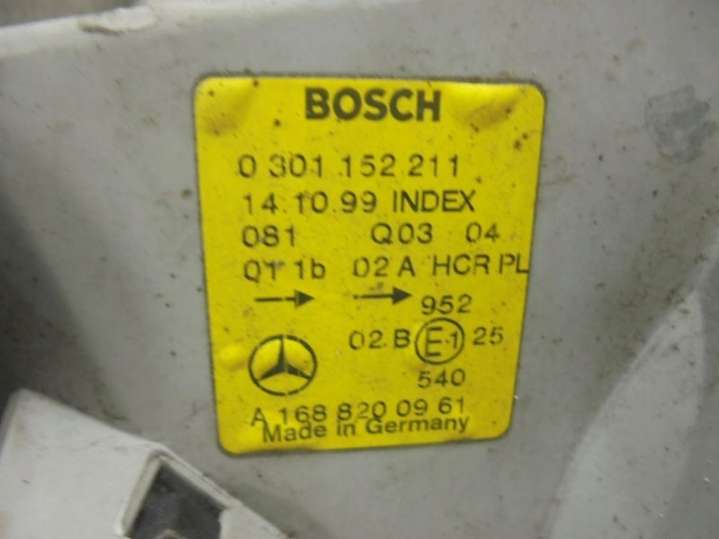 BOSCH
0 301 152 211
14.10.99 INDEX
081 Q03 04
01 1b 02 A HCR PL
952
02 B E1 25
540
A 168 820 09 61
Made in Germany